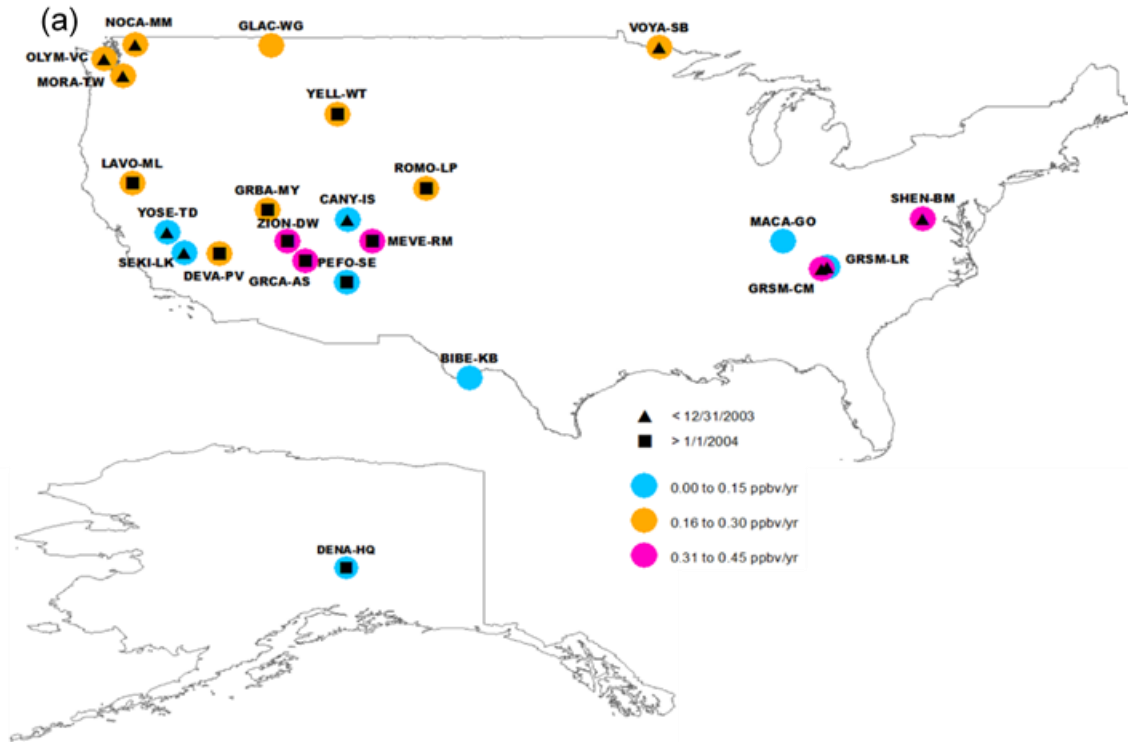 (a)
NOCA-MM
GLAC-WG
VOYA-SB
OLYM-VC
MORA-TW
YELL-WT
LAVO-ML
ROMO-LP
GRBA-MY
CANY-IS
SHEN-BM
YOSE-TD
ZION-DW
MACA-GO
MEVE-RM
SEKI-LK
PEFO-SE
GRSM-LR
DEVA-PV
GRCA-AS
GRSM-CM
BIBE-KB
< 12/31/2003
> 1/1/2004
0.00 to 0.15 ppbv/yr
0.16 to 0.30 ppbv/yr
0.31 to 0.45 ppbv/yr
DENA-HQ